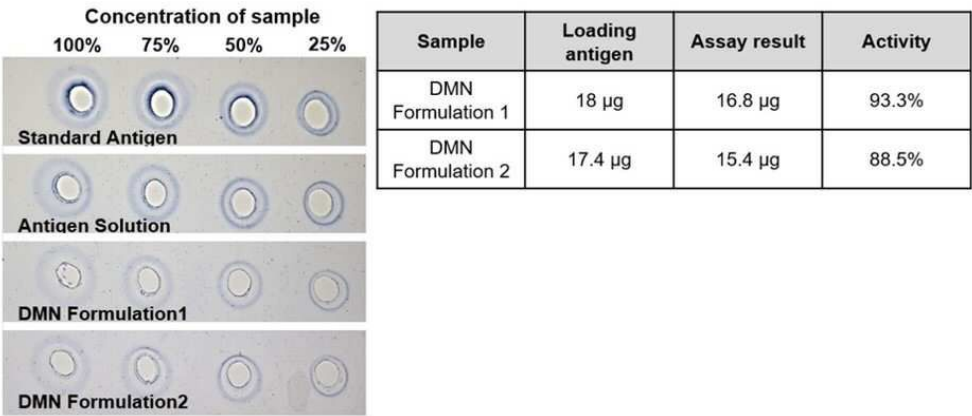 Concentration of sample
100% 75% 50% 25%
Standard Antigen
Antigen Solution
DMN Formulation1
DMN Formulation2
Sample Loading antigen Assay result Activity
DMN Formulation 1 18 µg 16.8 µg 93.3%
DMN Formulation 2 17.4 µg 15.4 µg 88.5%